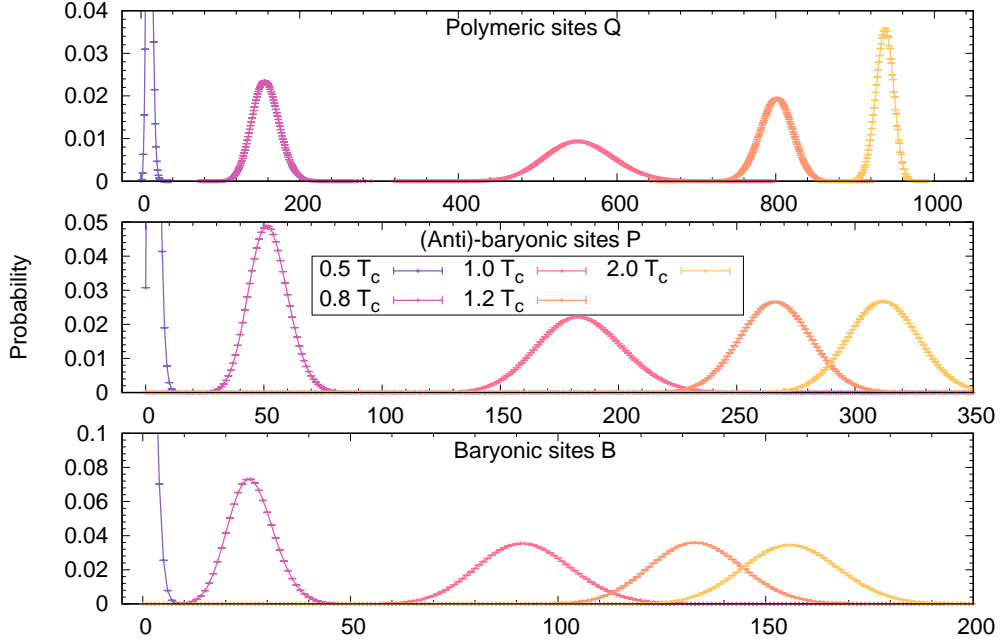 0.04
0.03
0.02
0.01
0
Polymeric sites Q
0 200 400 600 800 1000
Probability
0.05
0.04
0.03
0.02
0.01
0
(Anti)-baryonic sites P
0.5 T_c 1.0 T_c 2.0 T_c
0.8 T_c 1.2 T_c
0 50 100 150 200 250 300 350
0.1
0.08
0.06
0.04
0.02
0
Baryonic sites B
0 50 100 150 200